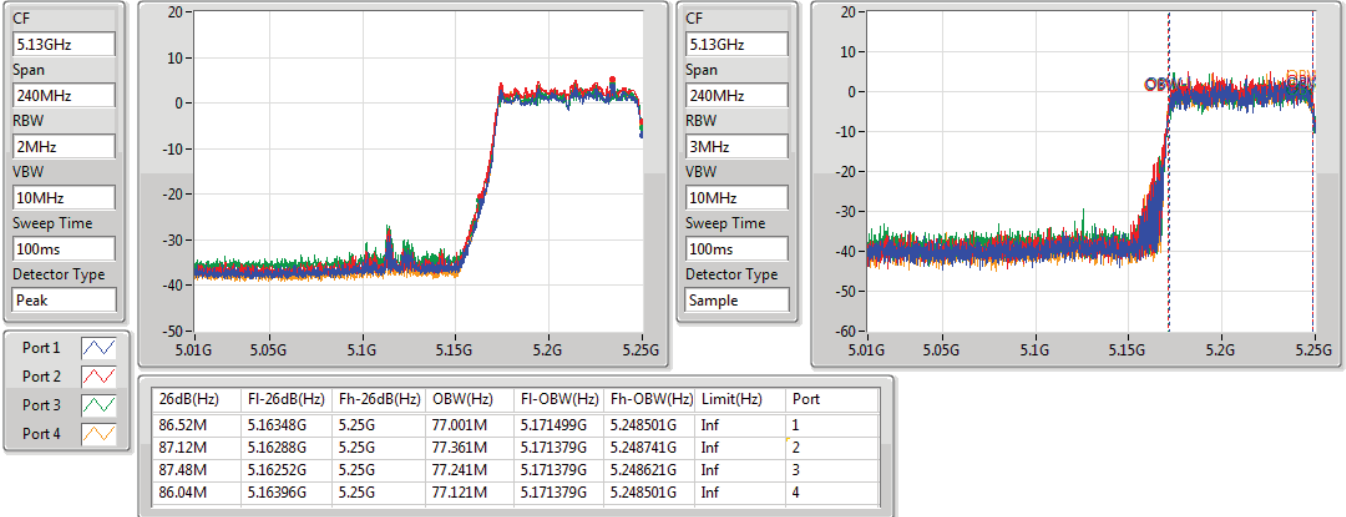 CF
5.13GHz
Span
240MHz
RBW
2MHz
VBW
10MHz
Sweep Time
100ms
Detector Type
Peak
20
10
0
-10
-20
-30
-40
-50
5.01G 5.05G 5.1G 5.15G 5.2G 5.25G
CF
5.13GHz
Span
240MHz
RBW
3MHz
VBW
10MHz
Sweep Time
100ms
Detector Type
Sample
20
10
0
-10
-20
-30
-40
-50
-60
5.01G 5.05G 5.1G 5.15G 5.2G 5.25G
Port 1
Port 2
Port 3
Port 4
26dB(Hz) Fl-26dB(Hz) Fh-26dB(Hz) OBW(Hz) Fl-OBW(Hz) Fh-OBW(Hz) Limit(Hz) Port
86.52M 5.16348G 5.25G 77.001M 5.171499G 5.248501G Inf 1
87.12M 5.16288G 5.25G 77.361M 5.171379G 5.248741G Inf 2
87.48M 5.16252G 5.25G 77.241M 5.171379G 5.248621G Inf 3
86.04M 5.16396G 5.25G 77.121M 5.171379G 5.248501G Inf 4